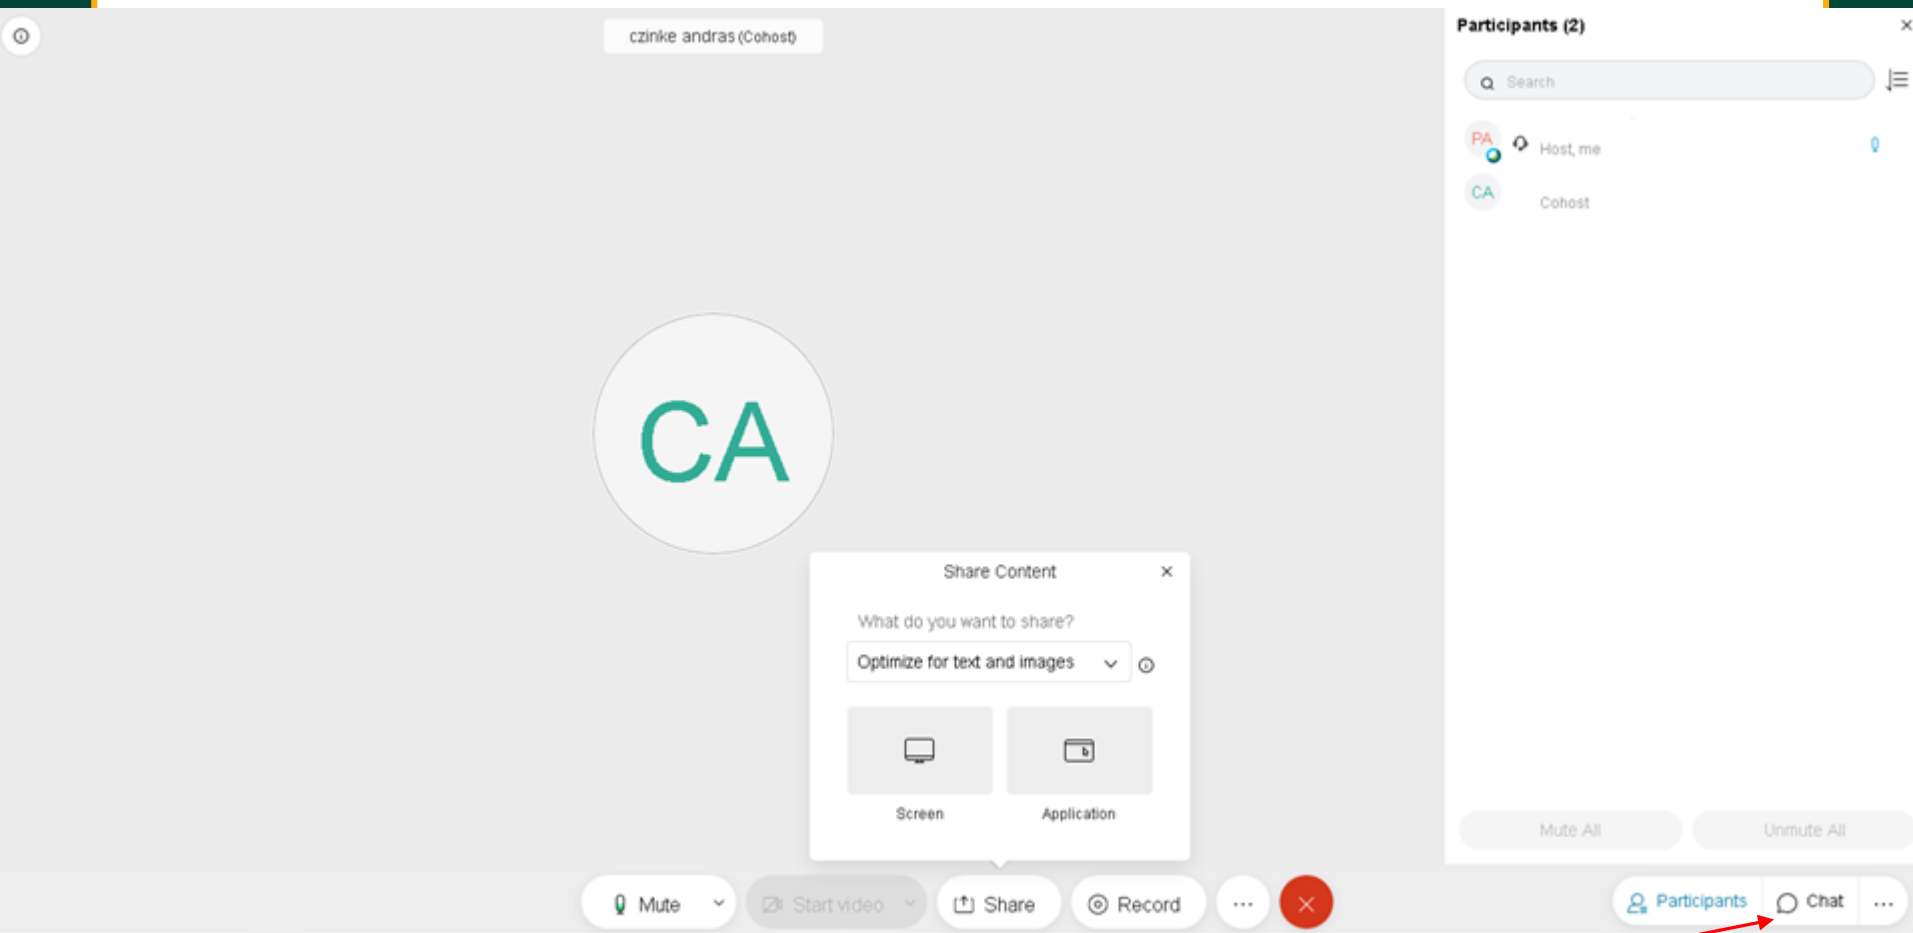 czinke andras (Cohost)
Participants (2)
Search
PA
Host, me
CA
Cohost
CA
Share Content
What do you want to share?
Optimize for text and images
Screen
Application
Mute All
Unmute All
Mute
Start video
Share
Record
Participants
Chat